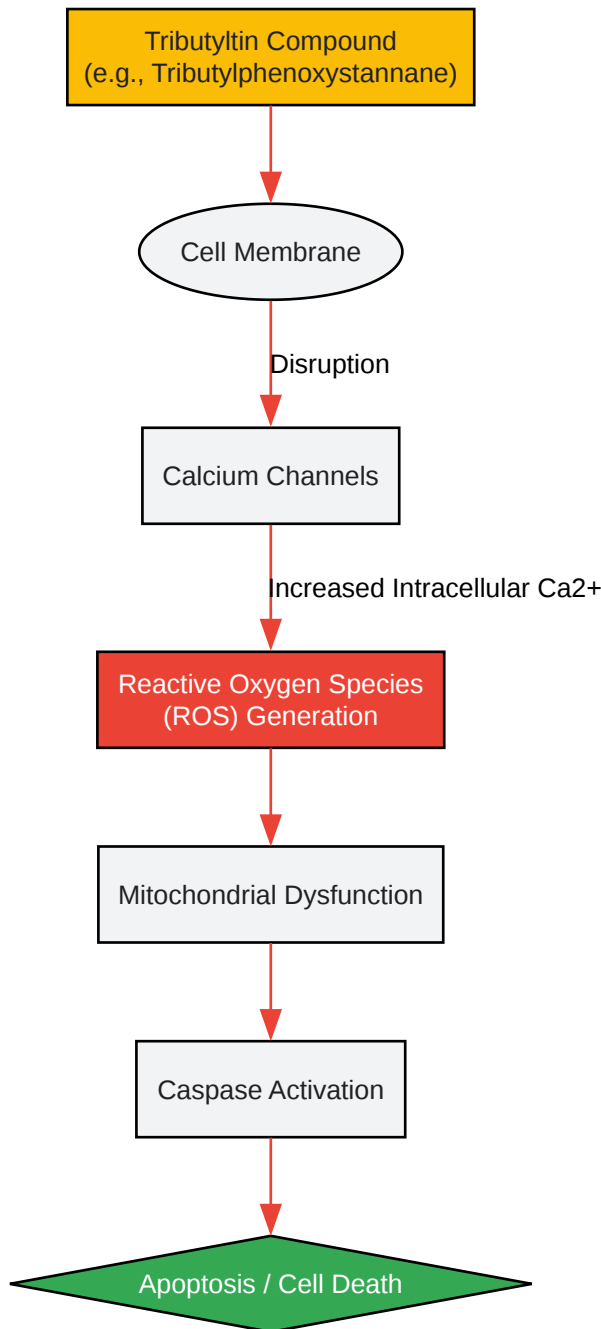 Tributyltin Compound
(e.g., Tributylphenoxystannane)
Cell Membrane
Disruption
Calcium Channels
Increased Intracellular Ca2+
Reactive Oxygen Species
(ROS) Generation
Mitochondrial Dysfunction
Caspase Activation
Apoptosis / Cell Death